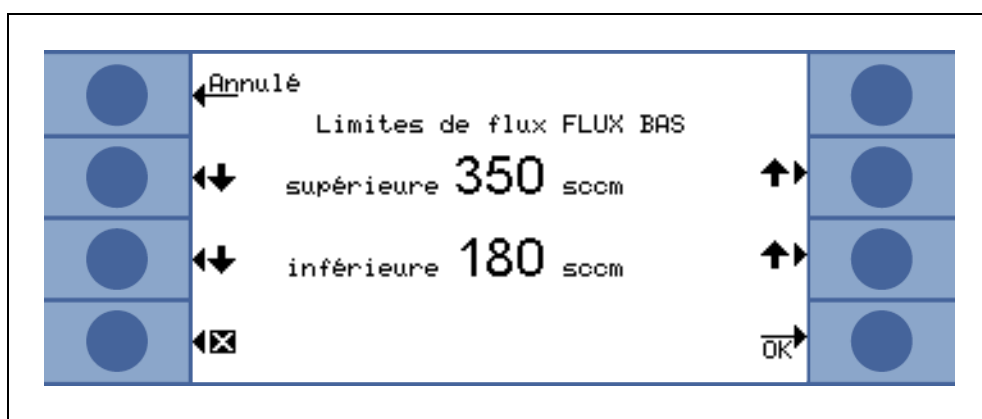 Annulé
Limites de flux FLUX BAS
supérieure 350 sccm
inférieure 180 sccm
OK